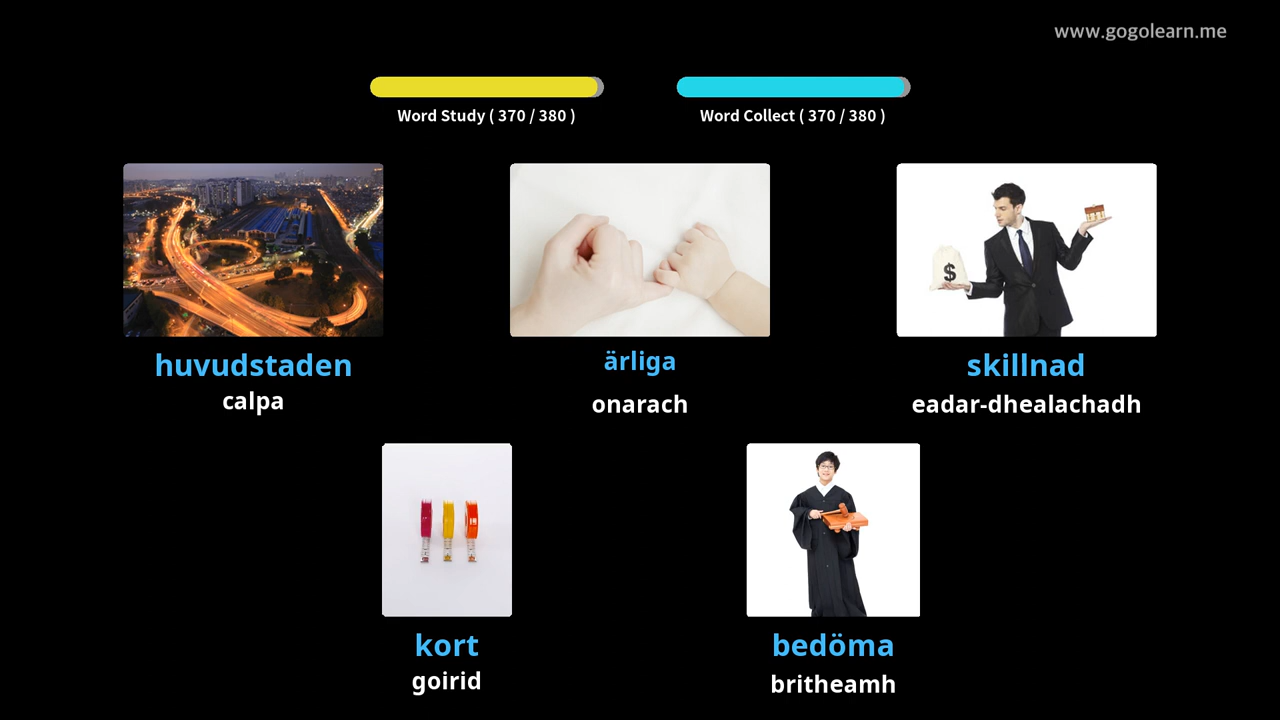 www.gogolearn.me
Word Study ( 370 / 380 )
Word Collect ( 370 / 380 )
huvudstaden
calpa
ärliga
onarach
skillnad
eadar-dhealachadh
kort
goirid
bedöma
britheamh